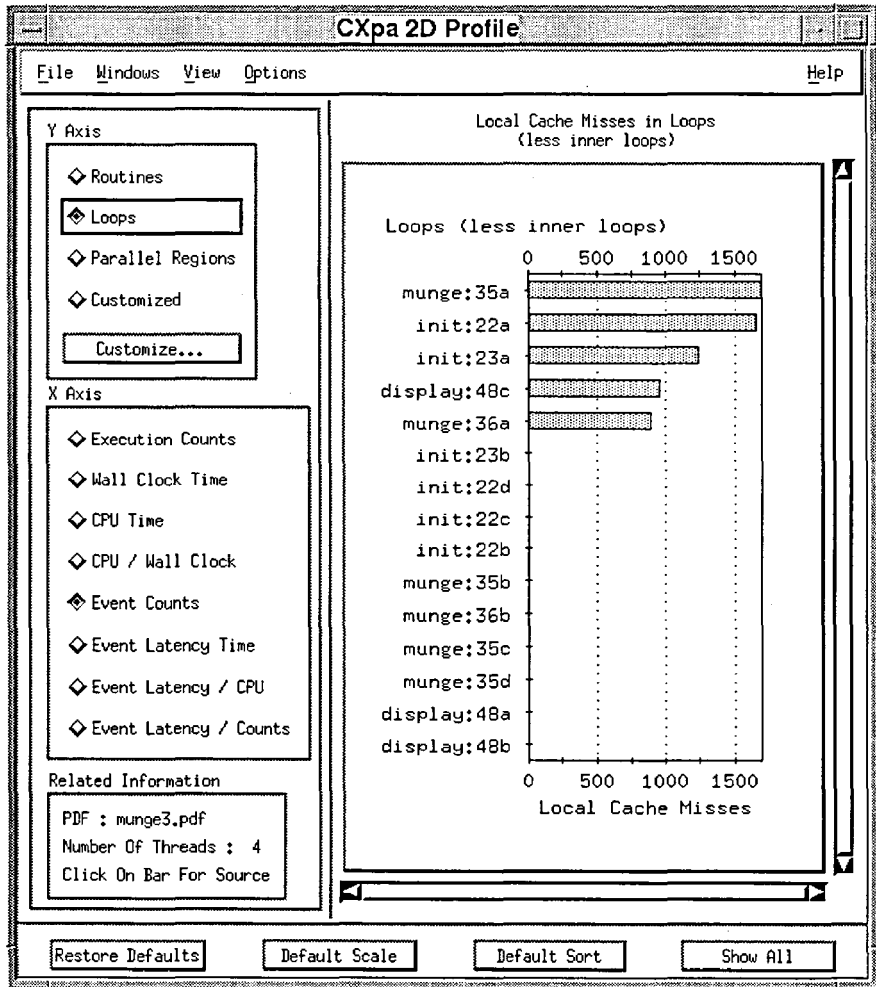 CXpa 2D Profile
File Windows View Options Help
Y Axis
Routines
Loops
Parallel Regions
Customized
Customize...
X Axis
Execution Counts
Wall Clock Time
CPU Time
CPU / Wall Clock
Event Counts
Event Latency Time
Event Latency / CPU
Event Latency / Counts
Related Information
PDF : munge3.pdf
Number Of Threads : 4
Click On Bar For Source
Local Cache Misses in Loops
(less inner loops)
Loops (less inner loops)
0 500 1000 1500
munge:35a
init:22a
init:23a
display:48c
munge:36a
init:23b
init:22d
init:22c
init:22b
munge:35b
munge:36b
munge:35c
munge:35d
display:48a
display:48b
0 500 1000 1500
Local Cache Misses
Restore Defaults Default Scale Default Sort Show All